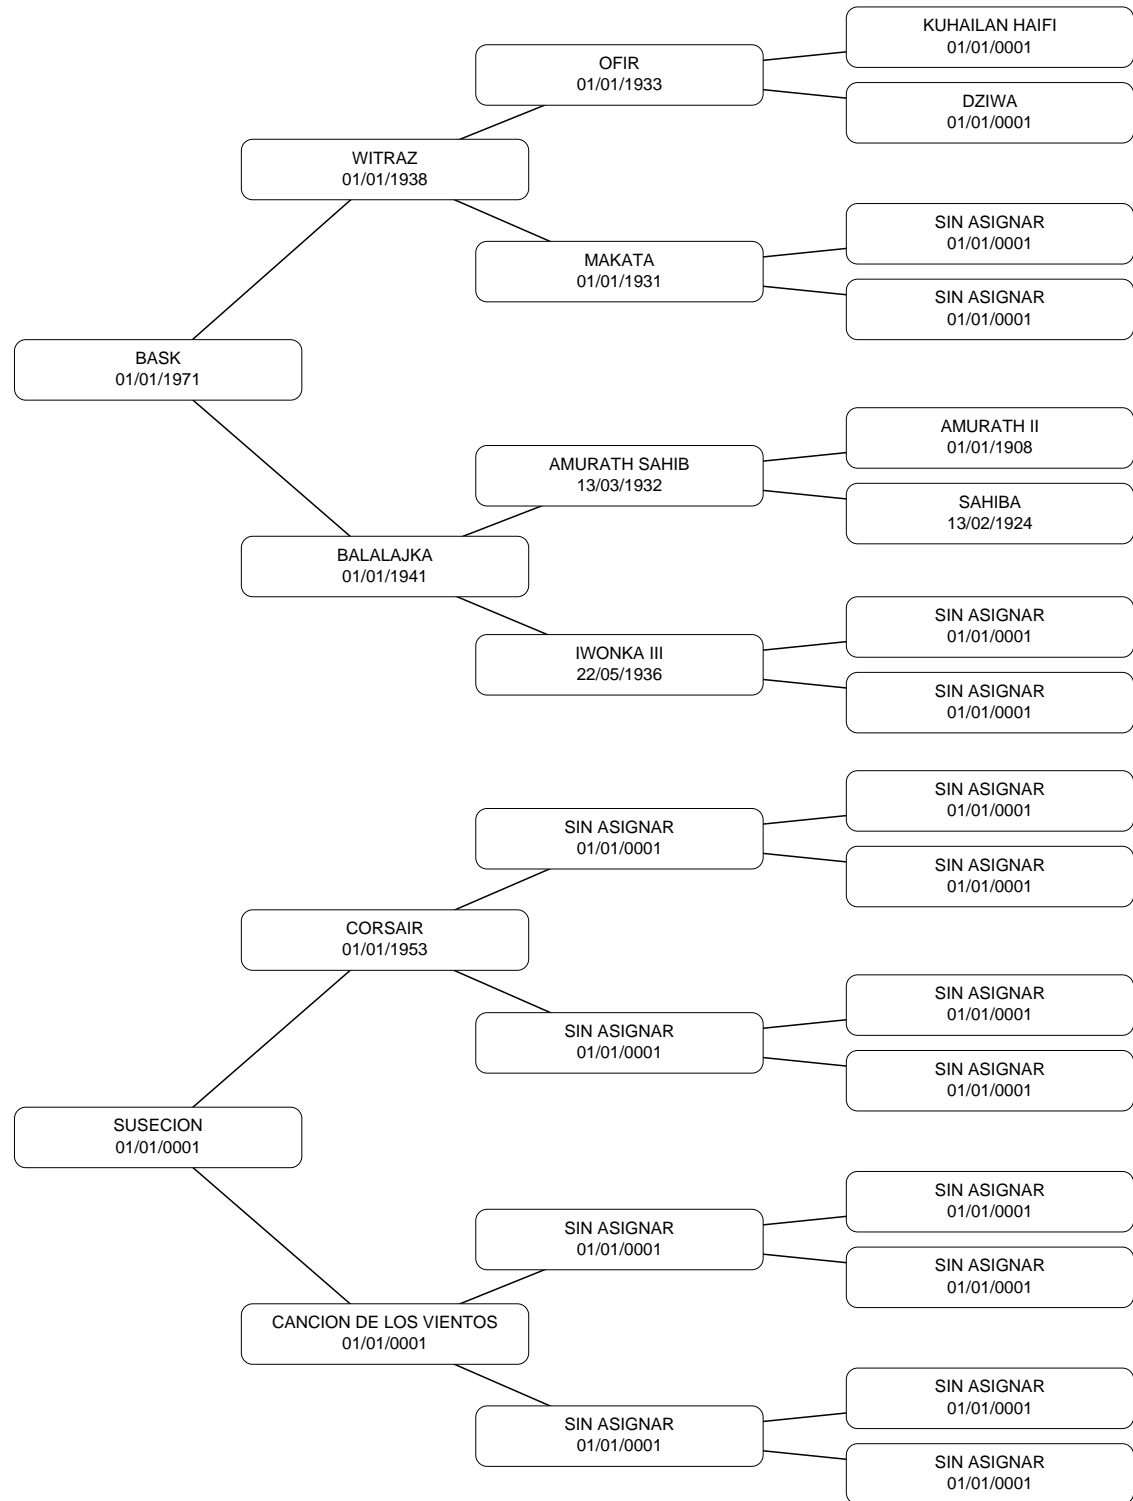 KUHAILAN HAIFI
01/01/0001
OFIR
01/01/1933
DZIWA
01/01/0001
WITRAZ
01/01/1938
SIN ASIGNAR
01/01/0001
MAKATA
01/01/1931
SIN ASIGNAR
01/01/0001
BASK
01/01/1971
AMURATH II
01/01/1908
AMURATH SAHIB
13/03/1932
SAHIBA
13/02/1924
BALALAJKA
01/01/1941
SIN ASIGNAR
01/01/0001
IWONKA III
22/05/1936
SIN ASIGNAR
01/01/0001
SIN ASIGNAR
01/01/0001
SIN ASIGNAR
01/01/0001
SIN ASIGNAR
01/01/0001
CORSAIR
01/01/1953
SIN ASIGNAR
01/01/0001
SIN ASIGNAR
01/01/0001
SIN ASIGNAR
01/01/0001
SUSECION
01/01/0001
SIN ASIGNAR
01/01/0001
SIN ASIGNAR
01/01/0001
SIN ASIGNAR
01/01/0001
CANCION DE LOS VIENTOS
01/01/0001
SIN ASIGNAR
01/01/0001
SIN ASIGNAR
01/01/0001
SIN ASIGNAR
01/01/0001